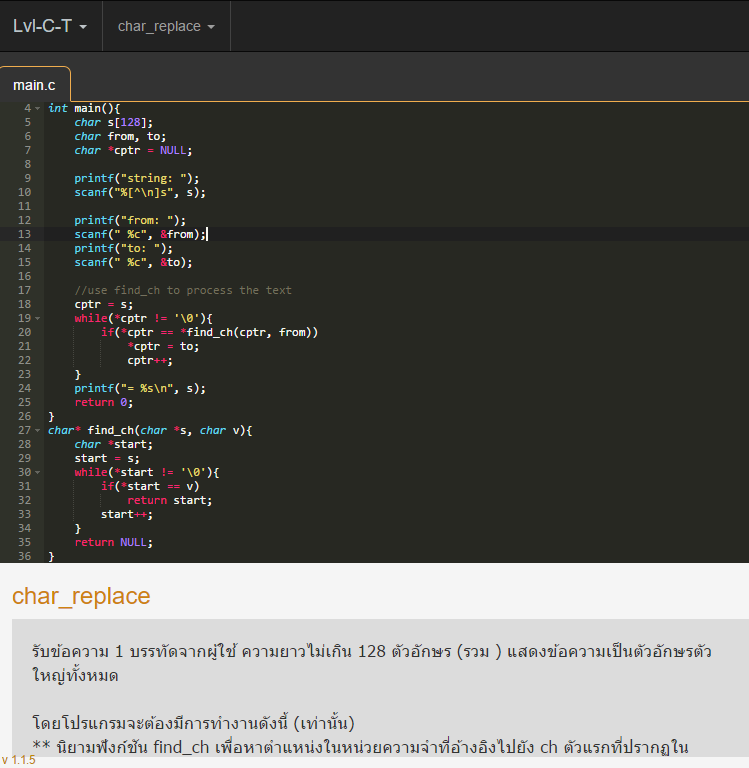 Lvl-C-T
char_replace
main.c
4 int main(){
5 char s[128];
6 char from, to;
7 char *cptr = NULL;
8
9 printf("string: ");
10 scanf("%[^\n]s", s);
11
12 printf("from: ");
13 scanf(" %c", &from);
14 printf("to: ");
15 scanf(" %c", &to);
16
17 //use find_ch to process the text
18 cptr = s;
19 while(*cptr != '\0'){
20 if(*cptr == *find_ch(cptr, from))
21 *cptr = to;
22 cptr++;
23 }
24 printf("= %s\n", s);
25 return 0;
26 }
27 char* find_ch(char *s, char v){
28 char *start;
29 start = s;
30 while(*start != '\0'){
31 if(*start == v)
32 return start;
33 start++;
34 }
35 return NULL;
36 }
char_replace
รับข้อความ 1 บรรทัดจากผู้ใช้ ความยาวไม่เกิน 128 ตัวอักษร (รวม ) แสดงข้อความเป็นตัวอักษรตัว
ใหญ่ทั้งหมด
โดยโปรแกรมจะต้องมีการทำงานดังนี้ (เท่านั้น)
** นิยามฟังก์ชัน find_ch เพื่อหาตำแหน่งในหน่วยความจำที่อ้างอิงไปยัง ch ตัวแรกที่ปรากฏใน
v 1.1.5